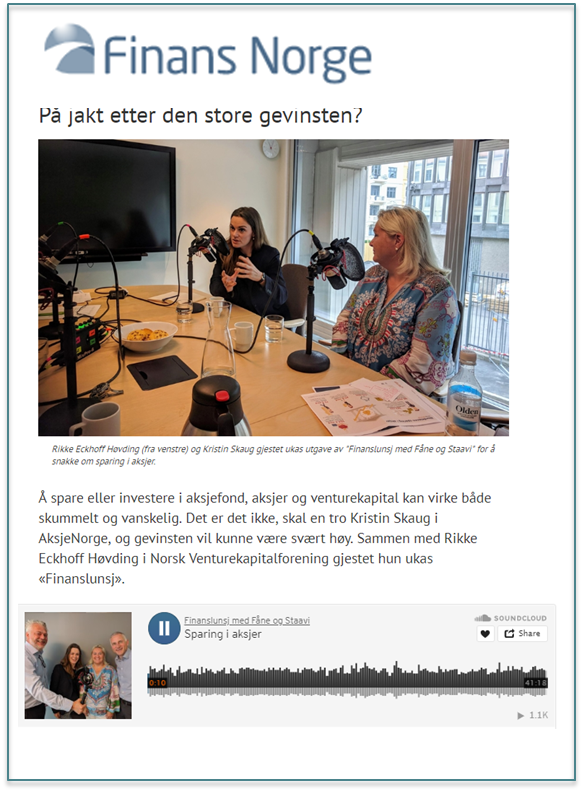 Finans Norge
På jakt etter den store gevinsten?
Olden
Rikke Eckhoff Høvding (fra venstre) og Kristin Skaug gjestet ukas utgave av "Finanslunsj med Fåne og Staavi" for å
snakke om sparing i aksjer.
Å spare eller investere i aksjefond, aksjer og venturekapital kan virke både
skummelt og vanskelig. Det er det ikke, skal en tro Kristin Skaug i
AksjeNorge, og gevinsten vil kunne være svært høy. Sammen med Rikke
Eckhoff Høvding i Norsk Venturekapitalforening gjestet hun ukas
«Finanslunsj».
Finanslunsj med Fåne og Staavi
Sparing i aksjer
SOUNDCLOUD
Share
0:10
41:18
1.1K